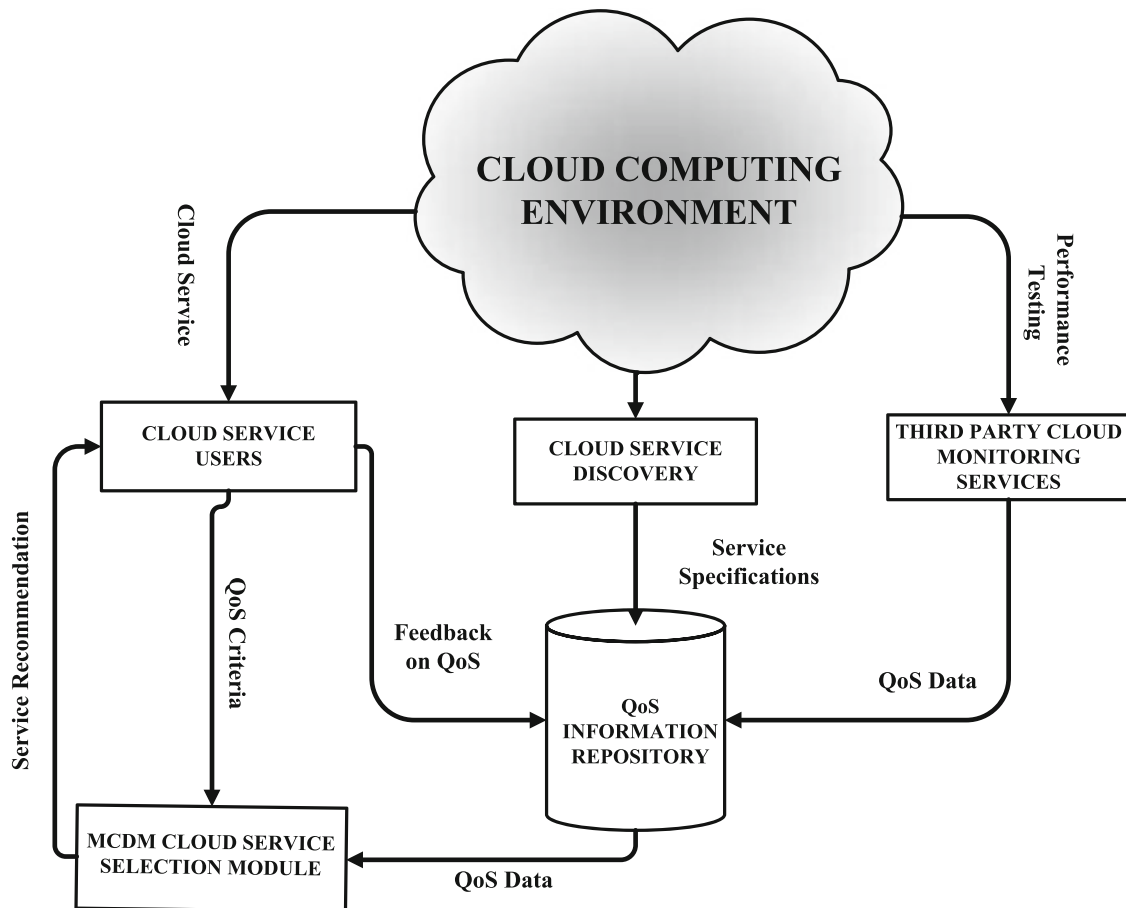 CLOUD COMPUTING
ENVIRONMENT
Cloud Service
Performance
Testing
CLOUD SERVICE
USERS
CLOUD SERVICE
DISCOVERY
THIRD PARTY CLOUD
MONITORING
SERVICES
Service Recommendation
QoS Criteria
Feedback
on QoS
Service
Specifications
QoS Data
QoS
INFORMATION
REPOSITORY
MCDM CLOUD SERVICE
SELECTION MODULE
QoS Data